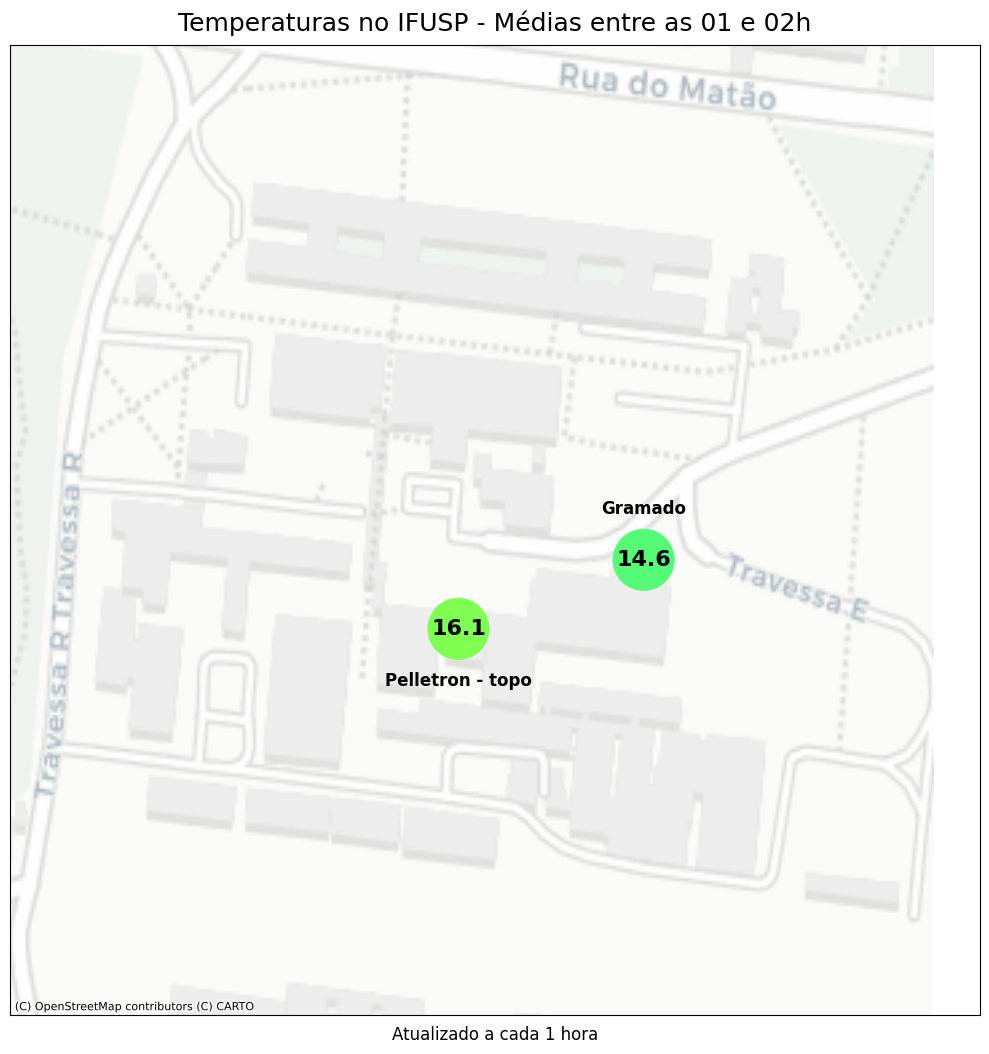 Temperaturas no IFUSP - Médias entre as 01 e 02h
Rua do Matão
Travessa R
Travessa R
Gramado
14.6
Travessa E
16.1
Pelletron - topo
(C) OpenStreetMap contributors (C) CARTO
Atualizado a cada 1 hora